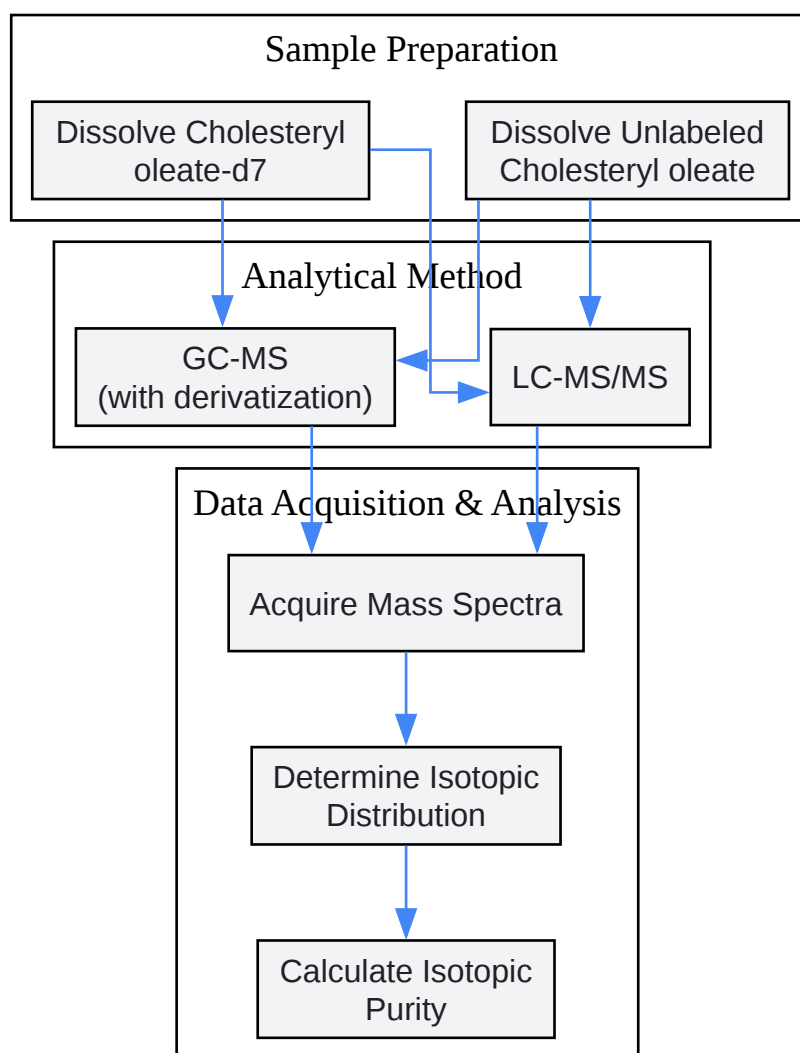 Sample Preparation
Dissolve Cholesteryl
oleate-d7
Dissolve Unlabeled
Cholesteryl oleate
Analytical Method
GC-MS
(with derivatization)
LC-MS/MS
Data Acquisition & Analysis
Acquire Mass Spectra
Determine Isotopic
Distribution
Calculate Isotopic
Purity